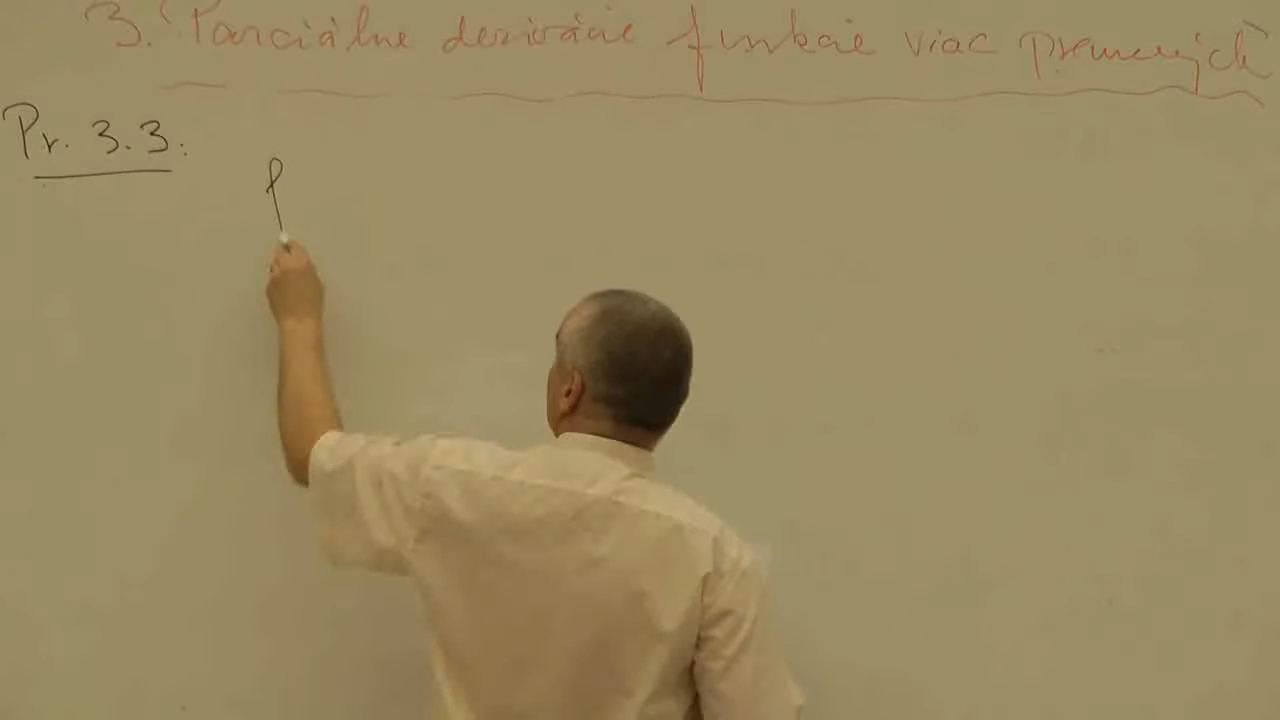 3. Parciálne derivácie funkcie viac premenných
Pr. 3.3.
f